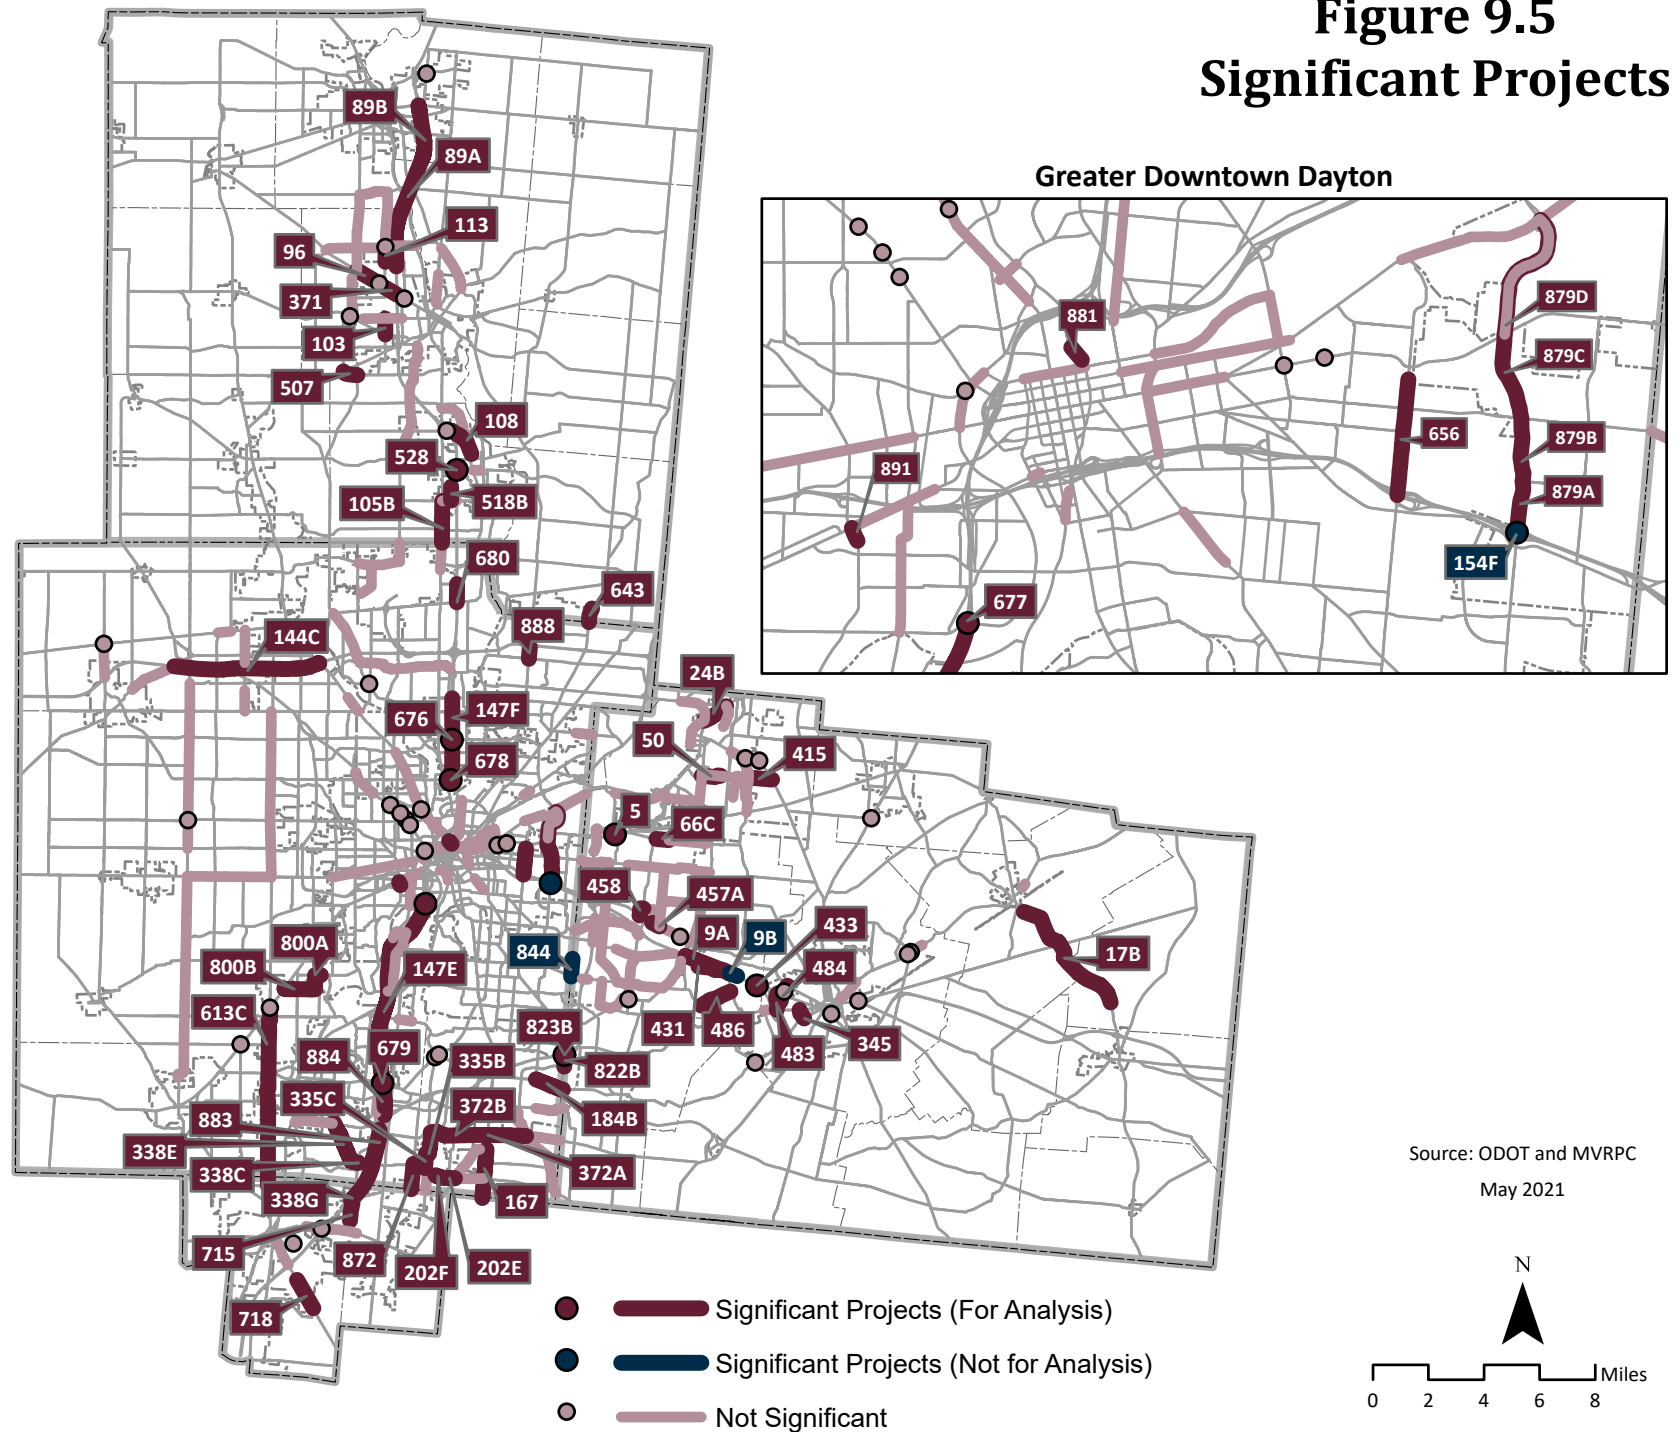 Figure 9.5
Significant Projects
Greater Downtown Dayton
89B
89A
113
96
371
103
507
108
528
105B
518B
680
643
888
144C
24B
676
147F
50
678
415
5
66C
458
457A
9A
9B
433
844
484
17B
800A
800B
147E
613C
431
486
483
345
823B
822B
884
679
335B
335C
372B
184B
883
338E
338C
372A
338G
167
715
872
202F
202E
718
881
879D
879C
656
879B
891
879A
154F
677
Significant Projects (For Analysis)
Significant Projects (Not for Analysis)
Not Significant
Source: ODOT and MVRPC
May 2021
N
Miles
0 2 4 6 8